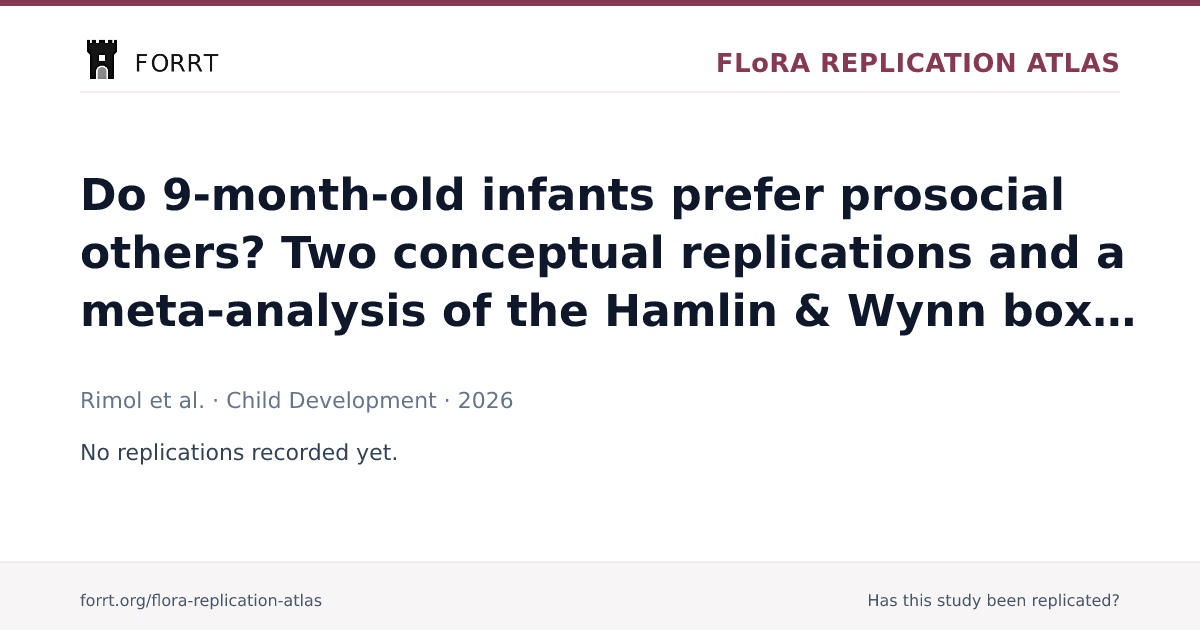 FORRT
FLoRA REPLICATION ATLAS
Do 9-month-old infants prefer prosocial
others? Two conceptual replications and a
meta-analysis of the Hamlin & Wynn box…
Rimol et al. · Child Development · 2026
No replications recorded yet.
forrt.org/flora-replication-atlas
Has this study been replicated?